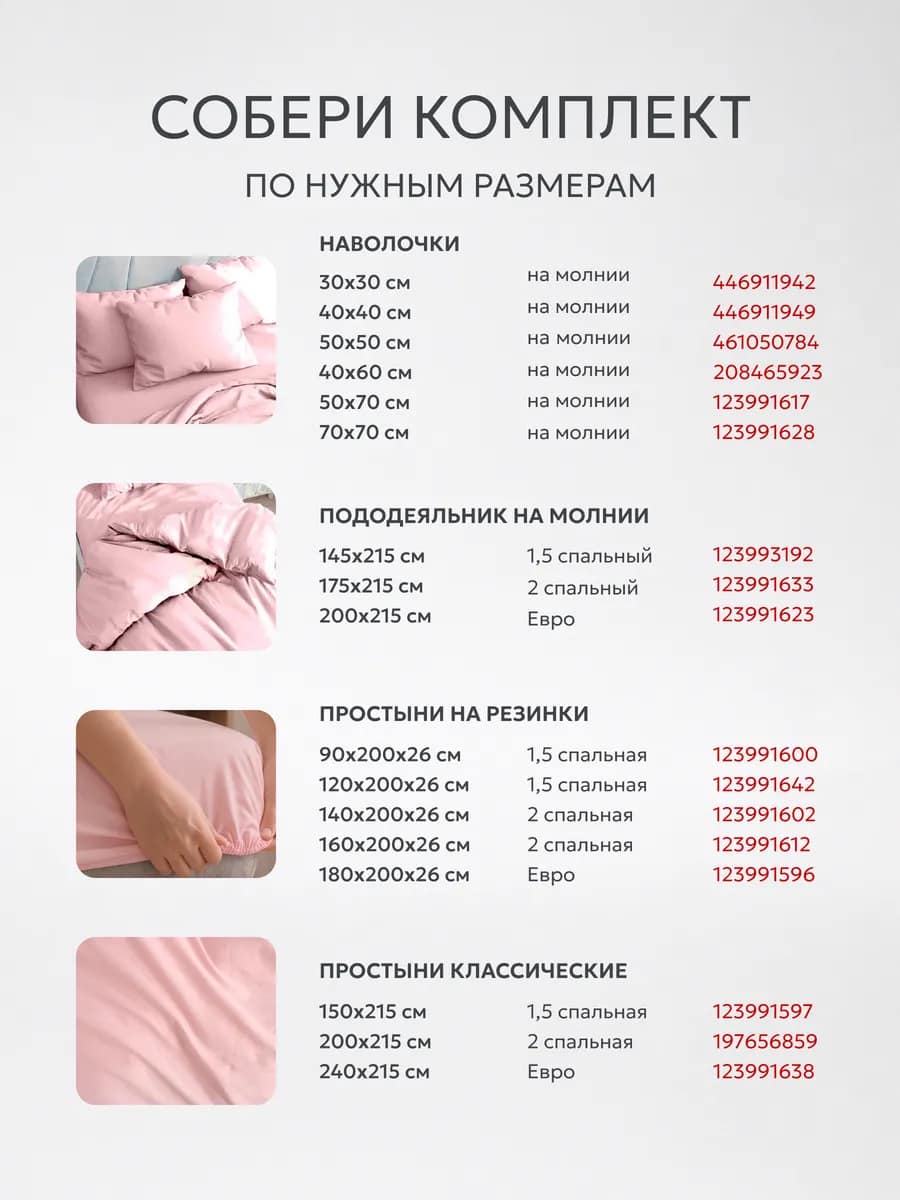 СОБЕРИ КОМПЛЕКТ
ПО НУЖНЫМ РАЗМЕРАМ
НАВОЛОЧКИ
30х30 см на молнии 446911942
40х40 см на молнии 446911949
50х50 см на молнии 461050784
40х60 см на молнии 208465923
50х70 см на молнии 123991617
70х70 см на молнии 123991628
ПОДОДЕЯЛЬНИК НА МОЛНИИ
145х215 см 1,5 спальный 123993192
175х215 см 2 спальный 123991633
200х215 см Евро 123991623
ПРОСТЫНИ НА РЕЗИНКИ
90х200х26 см 1,5 спальная 123991600
120х200х26 см 1,5 спальная 123991642
140х200х26 см 2 спальная 123991602
160х200х26 см 2 спальная 123991612
180х200х26 см Евро 123991596
ПРОСТЫНИ КЛАССИЧЕСКИЕ
150х215 см 1,5 спальная 123991597
200х215 см 2 спальная 197656859
240х215 см Евро 123991638